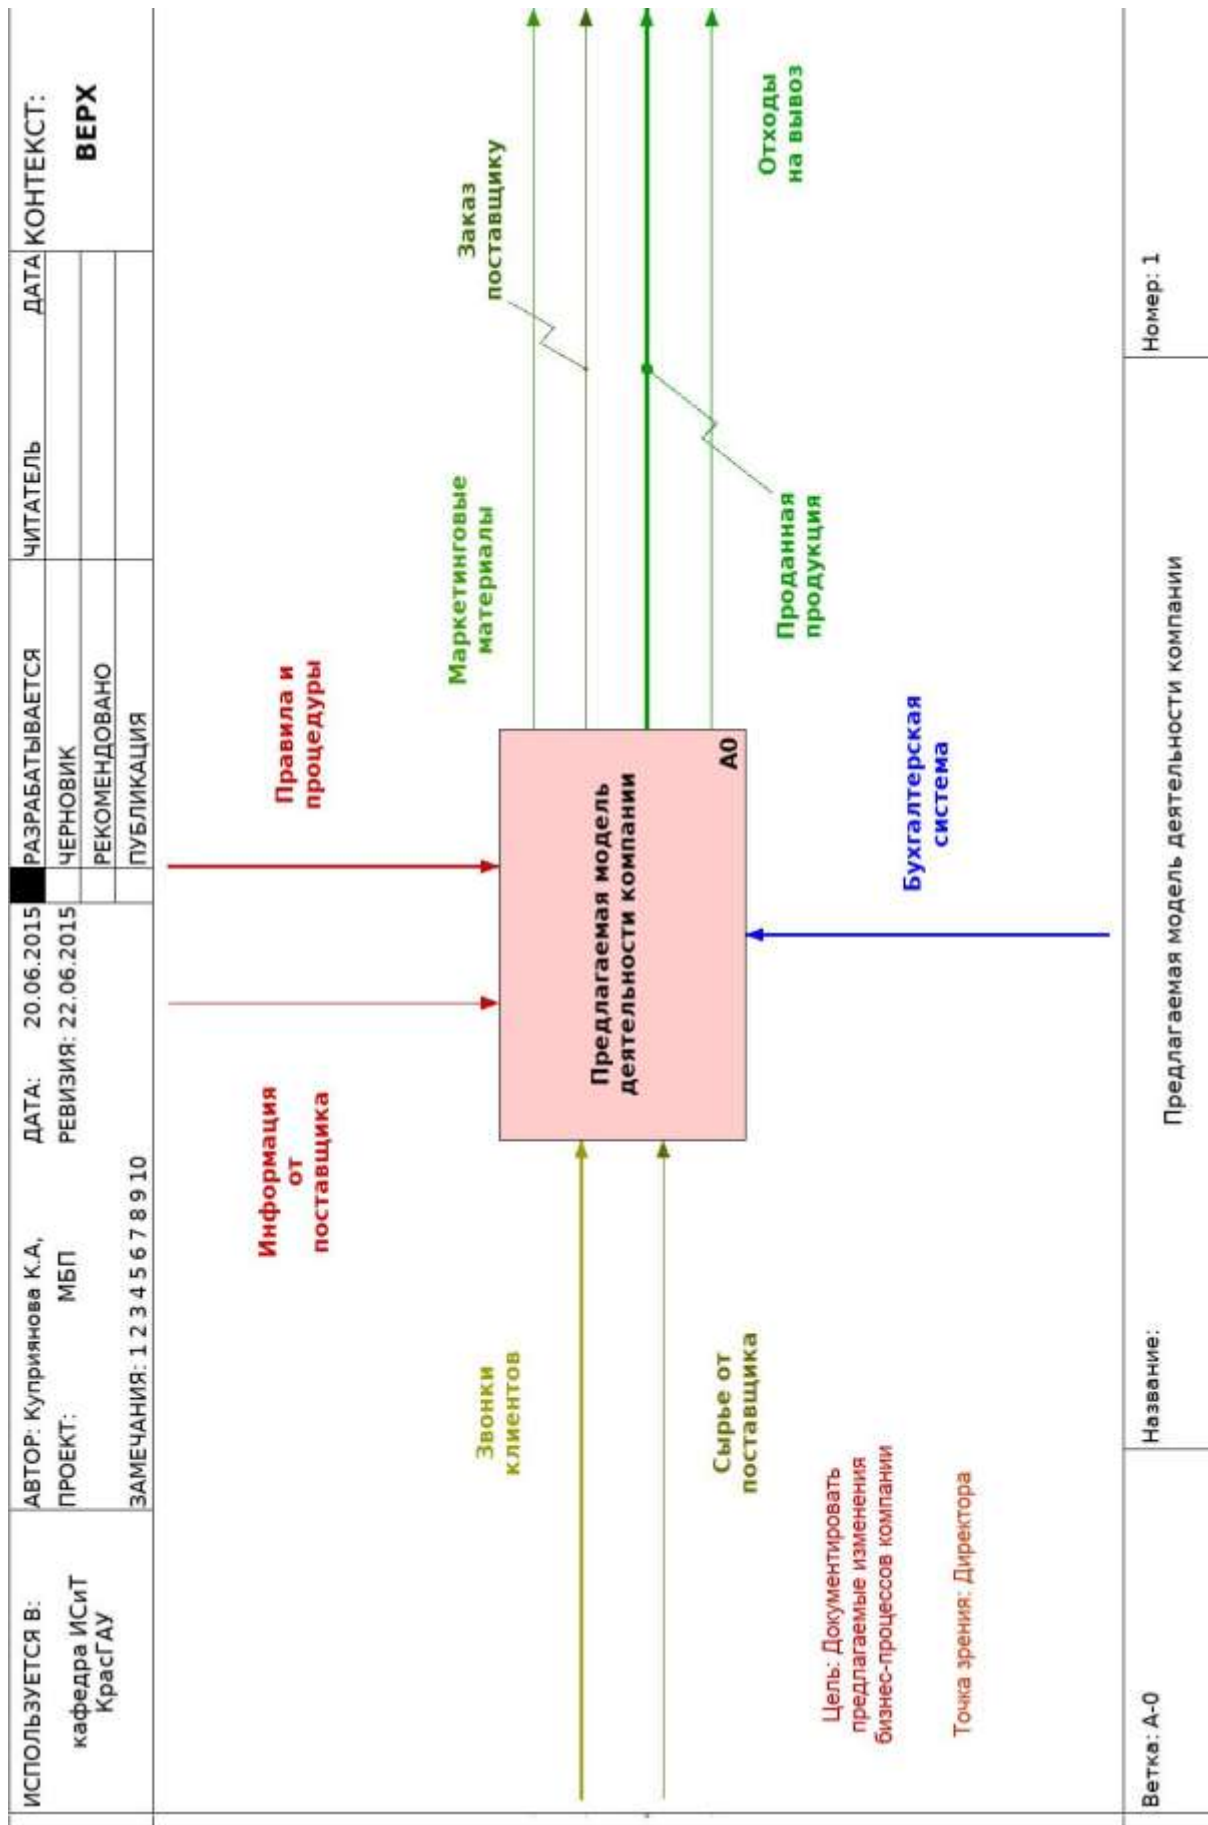 ИСПОЛЬЗУЕТСЯ В:
кафедра ИСиТ
КрасГАУ
АВТОР: Куприянова К.А,
ДАТА: 20.06.2015
ПРОЕКТ: МБП
РЕВИЗИЯ: 22.06.2015
ЗАМЕЧАНИЯ: 1 2 3 4 5 6 7 8 9 10
РАЗРАБАТЫВАЕТСЯ
ЧЕРНОВИК
РЕКОМЕНДОВАНО
ПУБЛИКАЦИЯ
ЧИТАТЕЛЬ
ДАТА
КОНТЕКСТ:
ВЕРХ
Информация
от
поставщика
Правила и
процедуры
Звонки
клиентов
Сырье от
поставщика
Предлагаемая модель
деятельности компании
A0
Маркетинговые
материалы
Заказ
поставщику
Проданная
продукция
Отходы
на вывоз
Бухгалтерская
система
Цель: Документировать
предлагаемые изменения
бизнес-процессов компании
Точка зрения: Директора
Ветка: А-0
Название:
Предлагаемая модель деятельности компании
Номер: 1